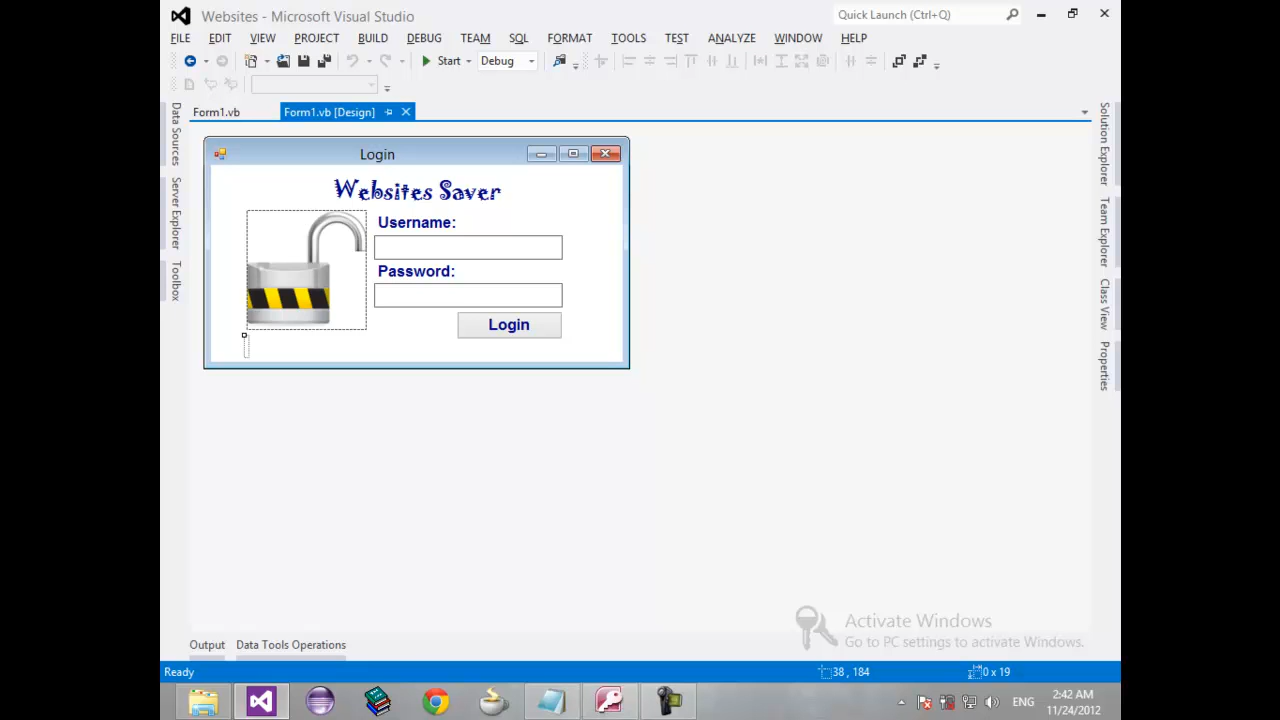 Websites - Microsoft Visual Studio
Quick Launch (Ctrl+Q)
FILE EDIT VIEW PROJECT BUILD DEBUG TEAM SQL FORMAT TOOLS TEST ANALYZE WINDOW HELP
Start Debug
Form1.vb Form1.vb [Design]
Data Sources
Server Explorer
Toolbox
Login
Websites Saver
Username:
Password:
Login
Solution Explorer
Team Explorer
Class View
Properties
Activate Windows
Go to PC settings to activate Windows.
Output Data Tools Operations
Ready 38 , 184 0 x 19
ENG 2:42 AM
11/24/2012